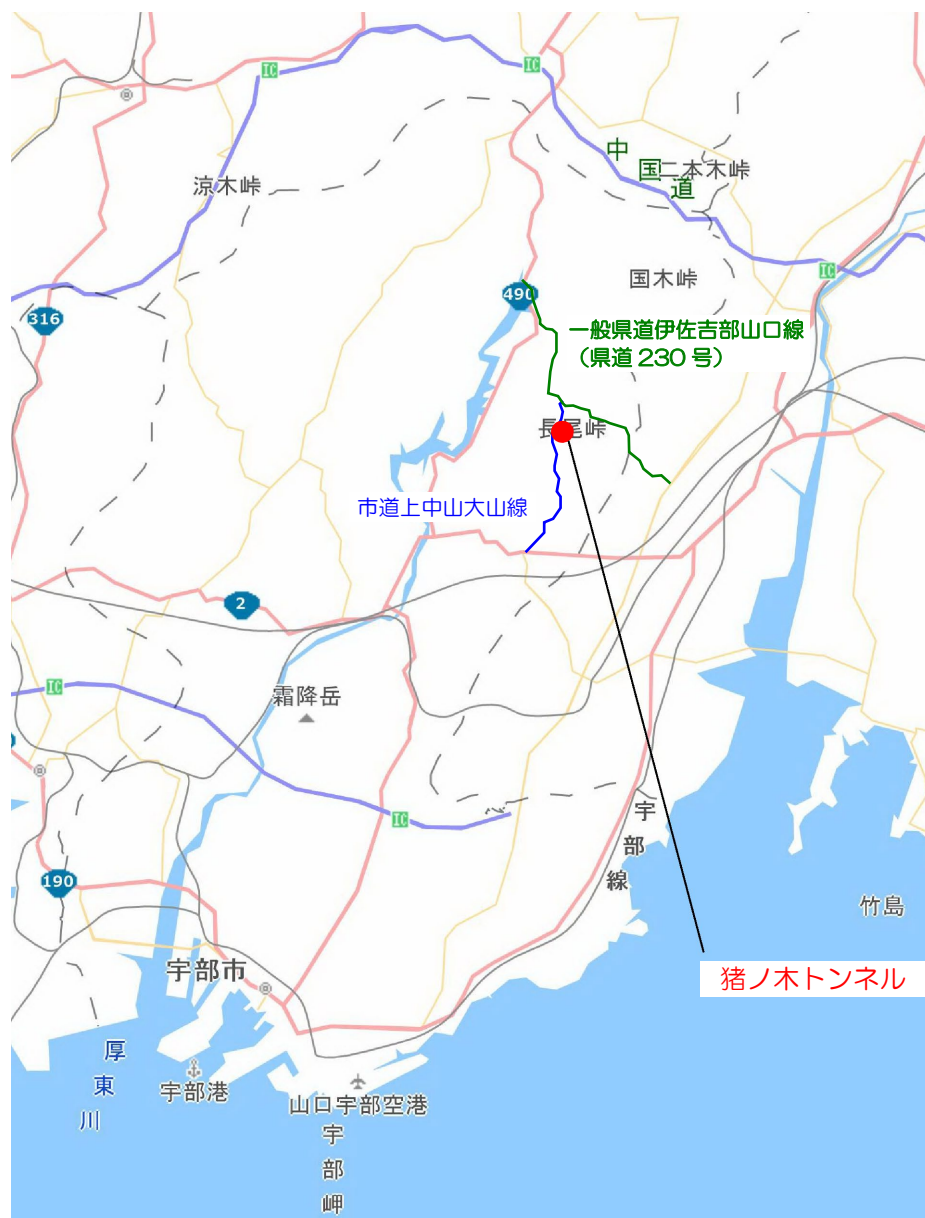 IC
IC
中国道
二本木峠
涼木峠
国木峠
IC
490
316
一般県道伊佐吉部山口線
（県道230号）
長尾峠
市道上中山大山線
2
IC
霜降岳
IC
宇部線
190
竹島
宇部市
猪ノ木トンネル
厚東川
宇部港
山口宇部空港
宇部岬